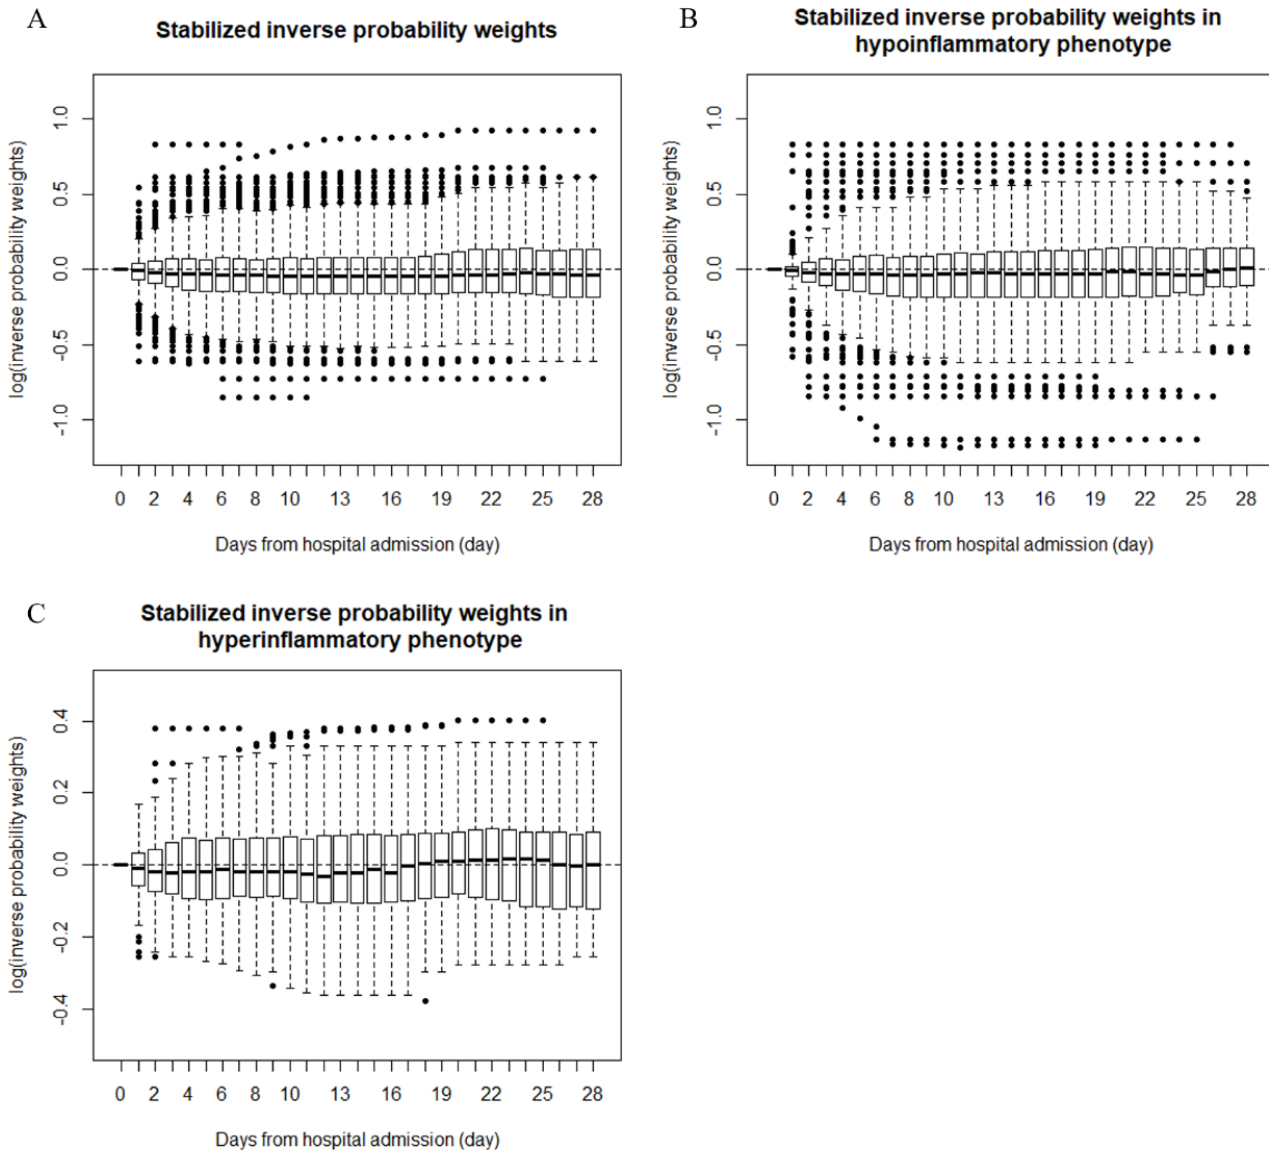 A
Stabilized inverse probability weights
log(inverse probability weights)
1.0
0.5
0.0
-0.5
-1.0
0 2 4 6 8 10 13 16 19 22 25 28
Days from hospital admission (day)
B
Stabilized inverse probability weights in
hypoinflammatory phenotype
log(inverse probability weights)
1.0
0.5
0.0
-0.5
-1.0
0 2 4 6 8 10 13 16 19 22 25 28
Days from hospital admission (day)
C
Stabilized inverse probability weights in
hyperinflammatory phenotype
log(inverse probability weights)
0.4
0.2
0.0
-0.2
-0.4
0 2 4 6 8 10 13 16 19 22 25 28
Days from hospital admission (day)